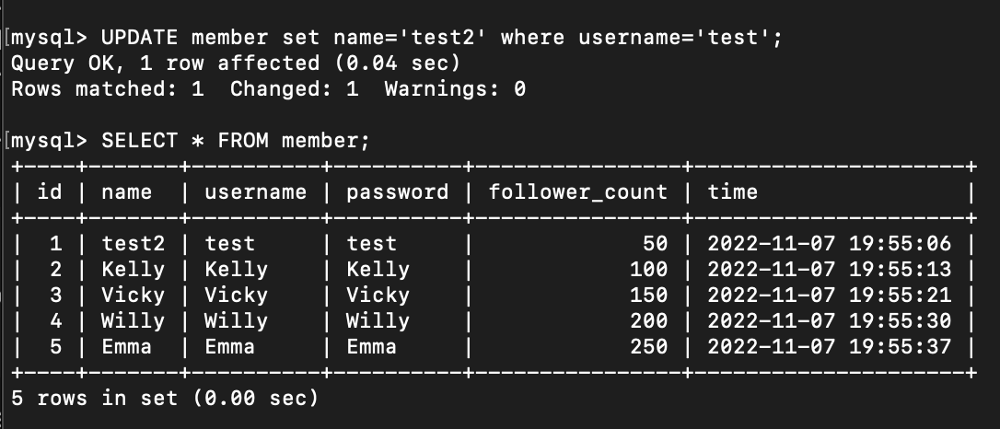 [mysql> UPDATE member set name='test2' where username='test';
Query OK, 1 row affected (0.04 sec)
Rows matched: 1  Changed: 1  Warnings: 0

[mysql> SELECT * FROM member;
+----+-------+----------+----------+----------------+---------------------+
| id | name  | username | password | follower_count | time                |
+----+-------+----------+----------+----------------+---------------------+
|  1 | test2 | test     | test     |             50 | 2022-11-07 19:55:06 |
|  2 | Kelly | Kelly    | Kelly    |            100 | 2022-11-07 19:55:13 |
|  3 | Vicky | Vicky    | Vicky    |            150 | 2022-11-07 19:55:21 |
|  4 | Willy | Willy    | Willy    |            200 | 2022-11-07 19:55:30 |
|  5 | Emma  | Emma     | Emma     |            250 | 2022-11-07 19:55:37 |
+----+-------+----------+----------+----------------+---------------------+
5 rows in set (0.00 sec)